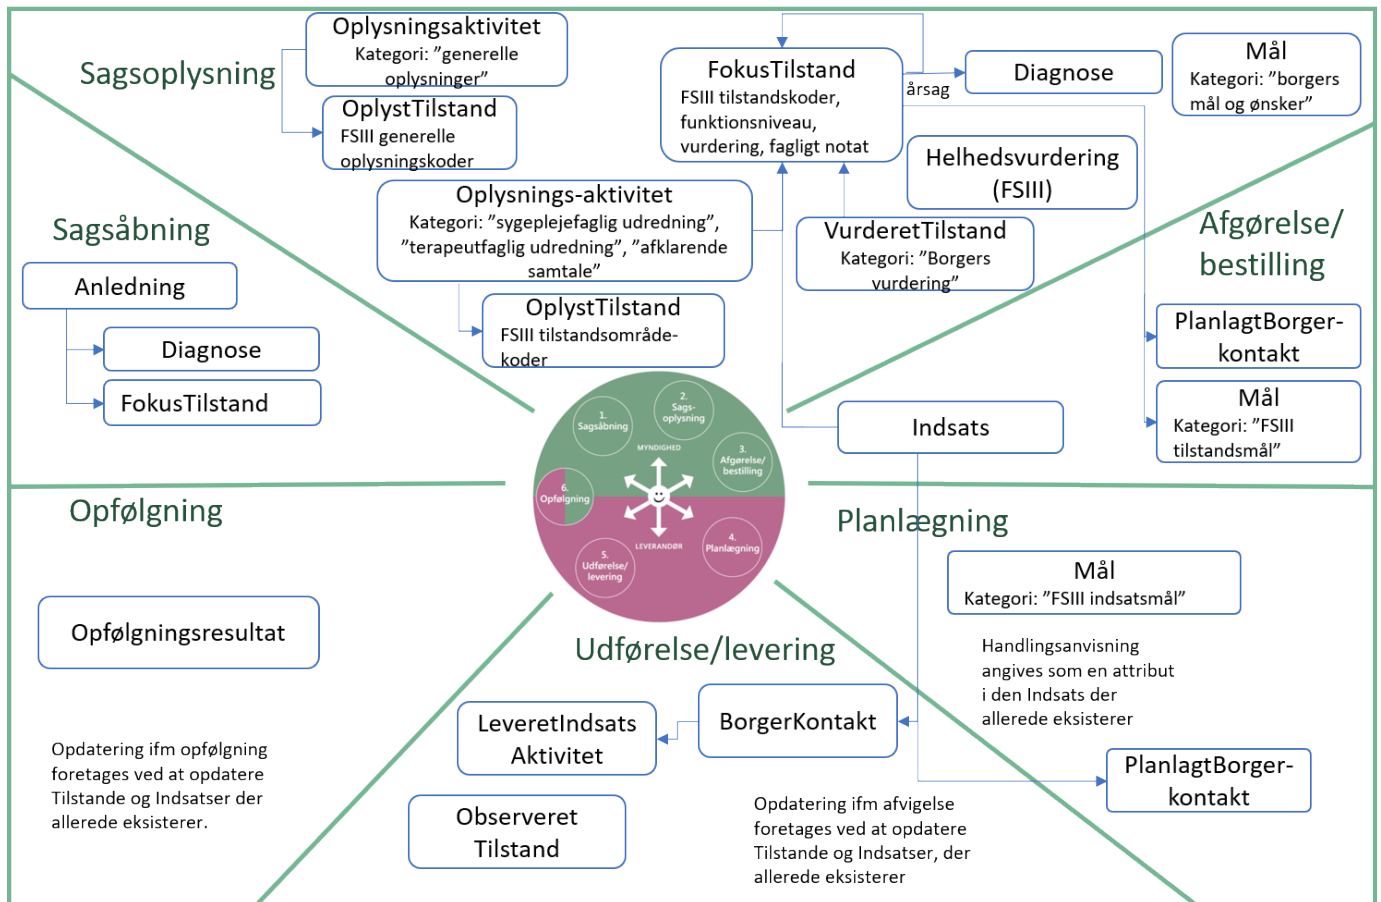 Sagsoplysning
Oplysningsaktivitet
Kategori: ”generelle
oplysninger”
OplystTilstand
FSIII generelle
oplysningskoder
FokusTilstand
FSIII tilstandskoder,
funktionsniveau,
vurdering, fagligt notat
årsag
Diagnose
Mål
Kategori: ”borgers
mål og ønsker”
Helhedsvurdering
(FSIII)
Oplysnings-aktivitet
Kategori: ”sygeplejefaglig udredning”,
”terapeutfaglig udredning”, ”afklarende
samtale”
VurderetTilstand
Kategori: ”Borgers
vurdering”
OplystTilstand
FSIII tilstandsområde-
koder
Sagsåbning
Anledning
Diagnose
FokusTilstand
Afgørelse/
bestilling
PlanlagtBorger-
kontakt
Mål
Kategori: ”FSIII
tilstandsmål”
Indsats
1.
Sagsåbning
2.
Sags-
oplysning
3.
Afgørelse/
bestilling
MYNDIGHED
6.
Opfølgning
LEVERANDØR
4.
Planlægning
5.
Udførelse/
levering
Opfølgning
Opfølgningsresultat
Opdatering ifm opfølgning
foretages ved at opdatere
Tilstande og Indsatser der
allerede eksisterer.
Planlægning
Mål
Kategori: ”FSIII indsatsmål”
Handlingsanvisning
angives som en attribut
i den Indsats der
allerede eksisterer
PlanlagtBorger-
kontakt
Udførelse/levering
LeveretIndsats
Aktivitet
BorgerKontakt
Observeret
Tilstand
Opdatering ifm afvigelse
foretages ved at opdatere
Tilstande og Indsatser, der
allerede eksisterer